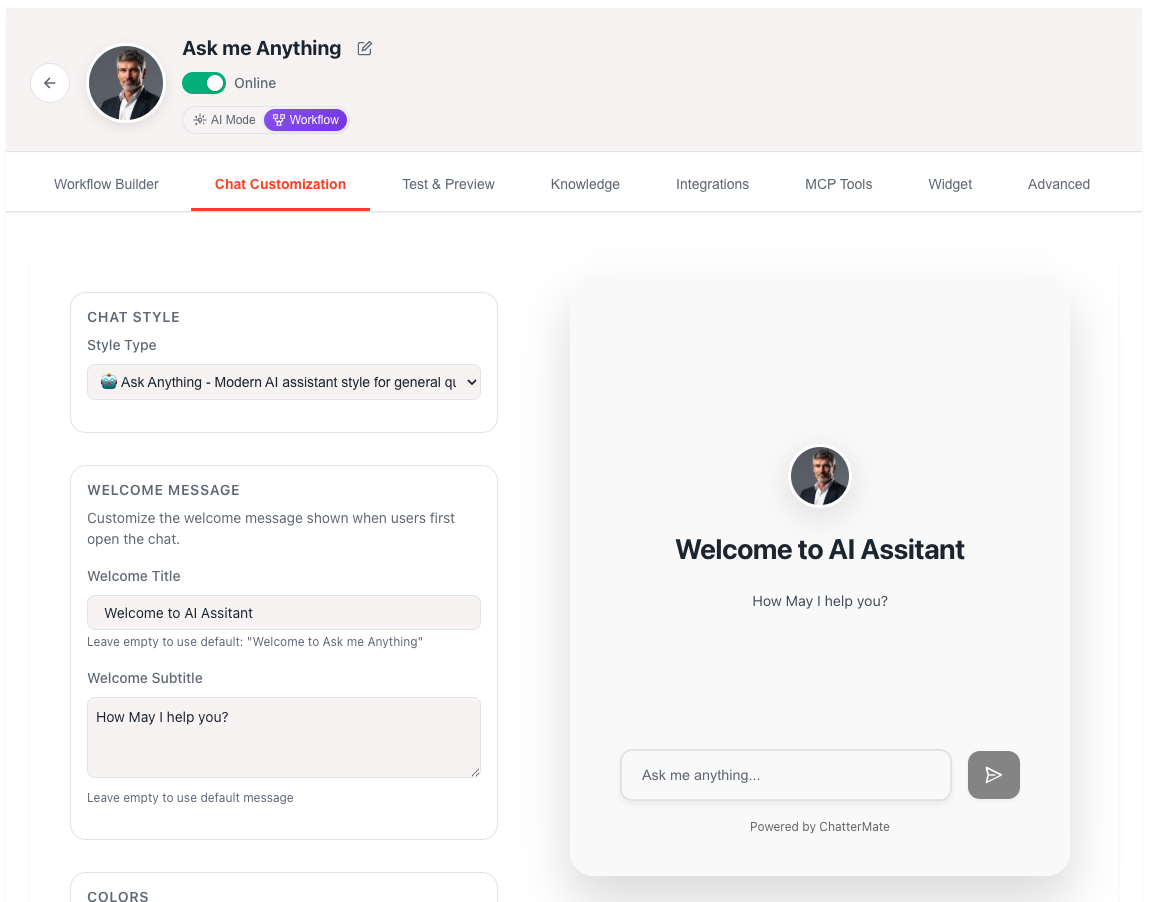 Ask me Anything
Online
AI Mode
Workflow
Workflow Builder
Chat Customization
Test & Preview
Knowledge
Integrations
MCP Tools
Widget
Advanced
CHAT STYLE
Style Type
Ask Anything - Modern AI assistant style for general qu
WELCOME MESSAGE
Customize the welcome message shown when users first
open the chat.
Welcome Title
Welcome to AI Assitant
Leave empty to use default: "Welcome to Ask me Anything"
Welcome Subtitle
How May I help you?
Leave empty to use default message
COLORS
Welcome to AI Assitant
How May I help you?
Ask me anything...
Powered by ChatterMate